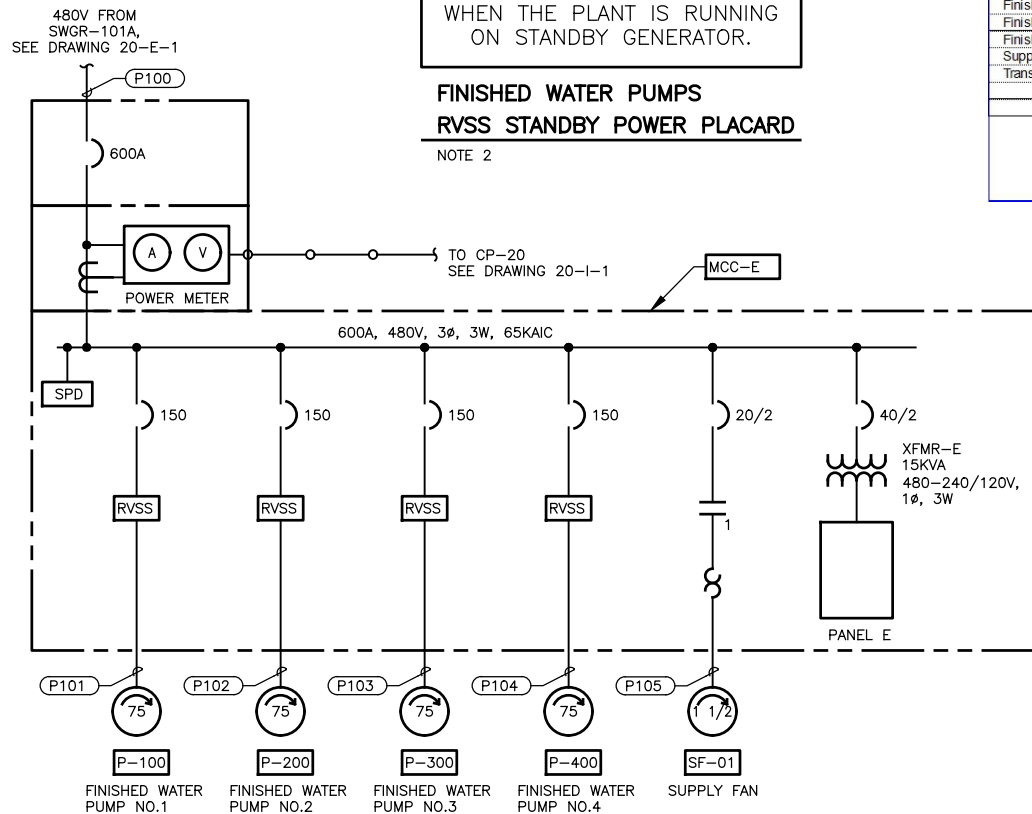 480V FROM
SWGR-101A,
SEE DRAWING 20-E-1
P100
600A
A
V
POWER METER
TO CP-20
SEE DRAWING 20-I-1
WHEN THE PLANT IS RUNNING
ON STANDBY GENERATOR.
FINISHED WATER PUMPS
RVSS STANDBY POWER PLACARD
NOTE 2
MCC-E
600A, 480V, 3ø, 3W, 65KAIC
SPD
150
150
150
150
20/2
40/2
XFMR-E
15KVA
480-240/120V,
1ø, 3W
RVSS
RVSS
RVSS
RVSS
1
PANEL E
P101
P102
P103
P104
P105
75
75
75
75
1 1/2
P-100
P-200
P-300
P-400
SF-01
FINISHED WATER
PUMP NO.1
FINISHED WATER
PUMP NO.2
FINISHED WATER
PUMP NO.3
FINISHED WATER
PUMP NO.4
SUPPLY FAN